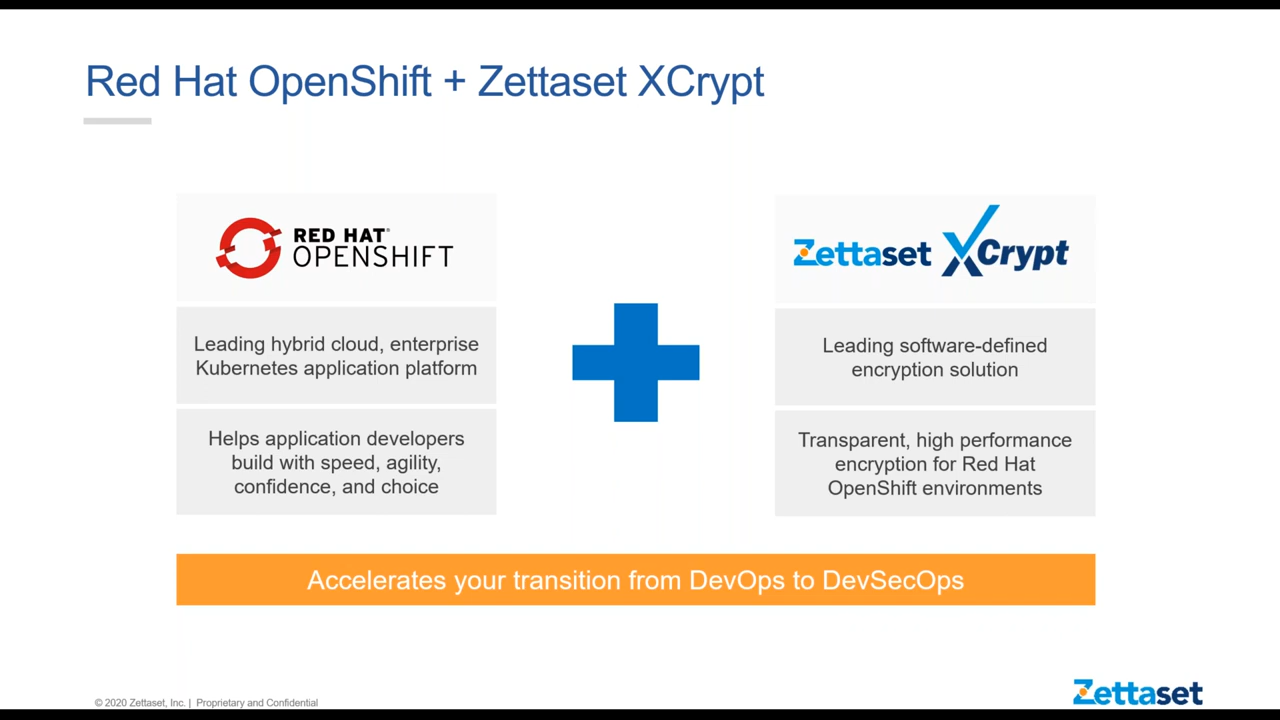 Red Hat OpenShift + Zettaset XCrypt
RED HAT®
OPENSHIFT
Leading hybrid cloud, enterprise
Kubernetes application platform
Helps application developers
build with speed, agility,
confidence, and choice
Zettaset XCrypt
Leading software-defined
encryption solution
Transparent, high performance
encryption for Red Hat
OpenShift environments
Accelerates your transition from DevOps to DevSecOps
© 2020 Zettaset, Inc. | Proprietary and Confidential
Zettaset